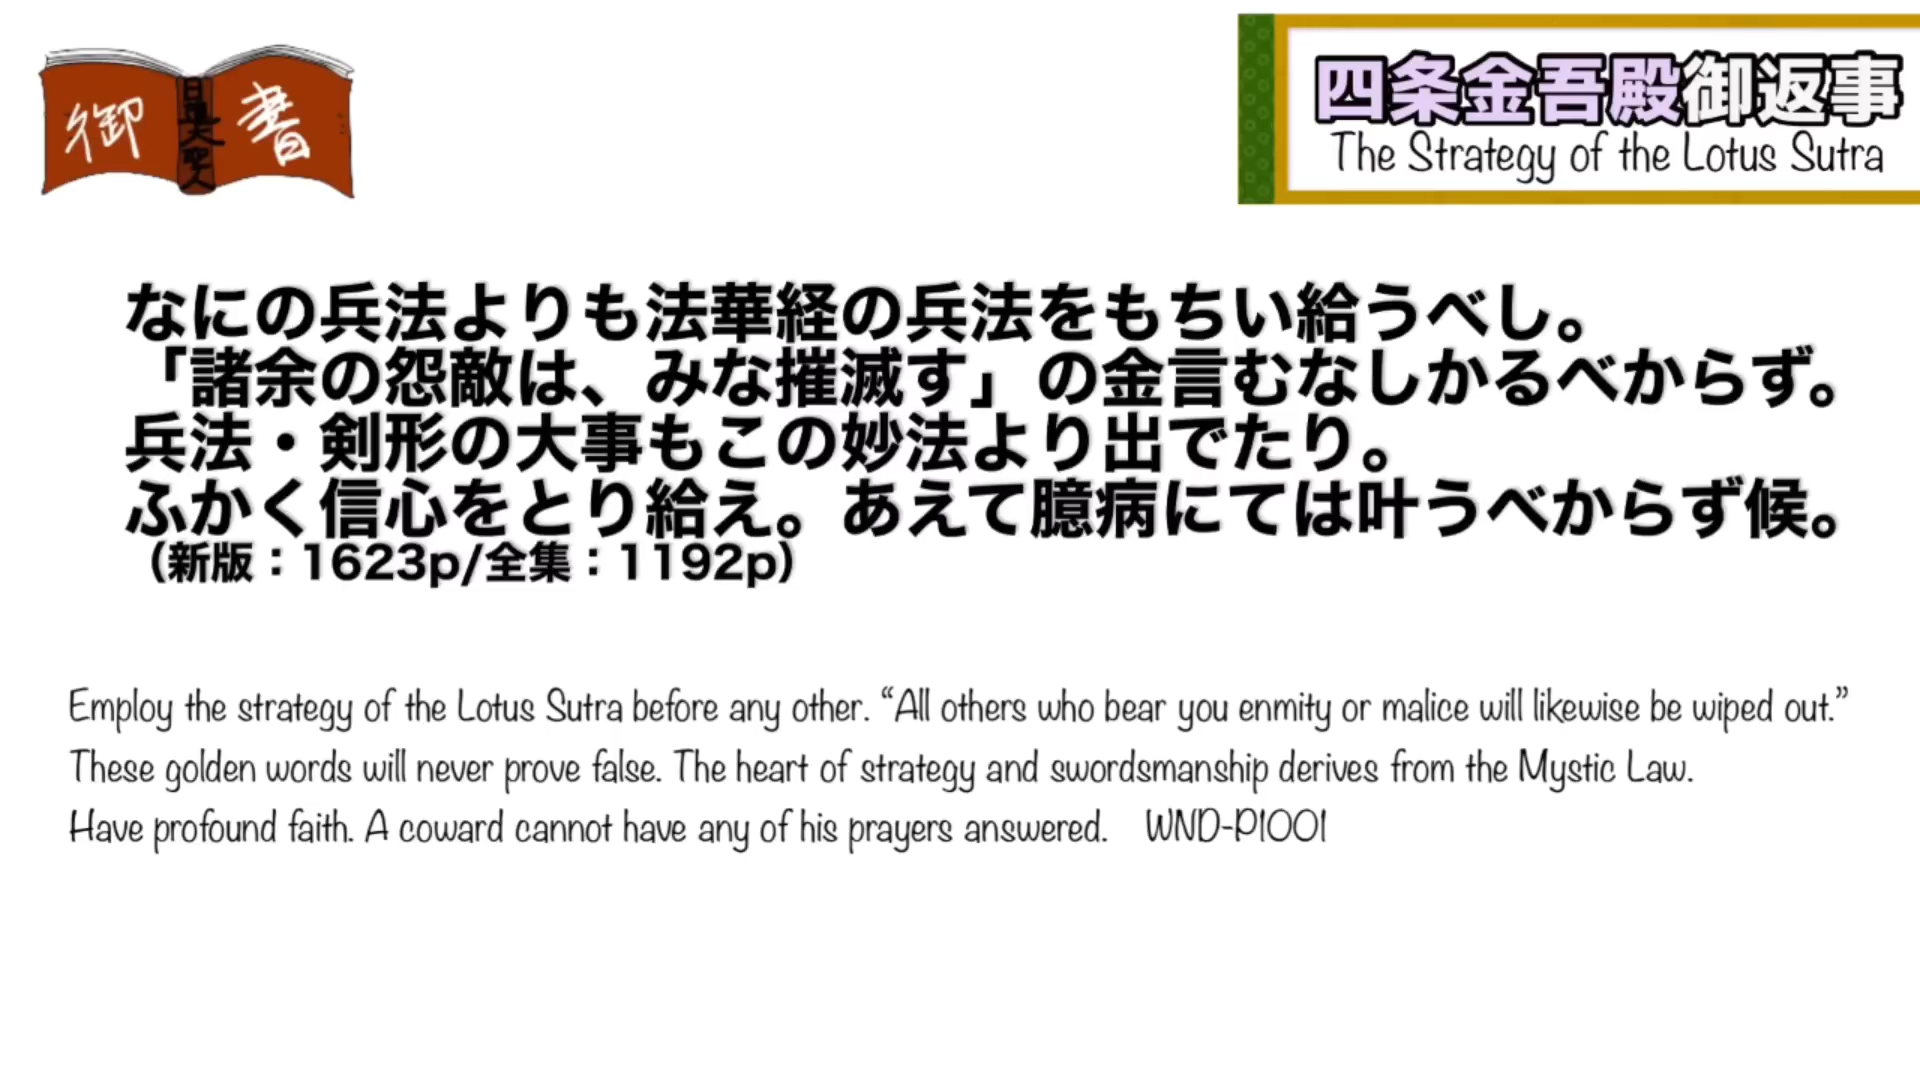 御書
日蓮大聖人
四条金吾殿御返事
The Strategy of the Lotus Sutra
なにの兵法よりも法華経の兵法をもちい給うべし。
「諸余の怨敵は、みな摧滅す」の金言むなしかるべからず。
兵法・剣形の大事もこの妙法より出でたり。
ふかく信心をとり給え。あえて臆病にては叶うべからず候。
（新版：1623p/全集：1192p）
Employ the strategy of the Lotus Sutra before any other. “All others who bear you enmity or malice will likewise be wiped out.”
These golden words will never prove false. The heart of strategy and swordsmanship derives from the Mystic Law.
Have profound faith. A coward cannot have any of his prayers answered. WND-P1001